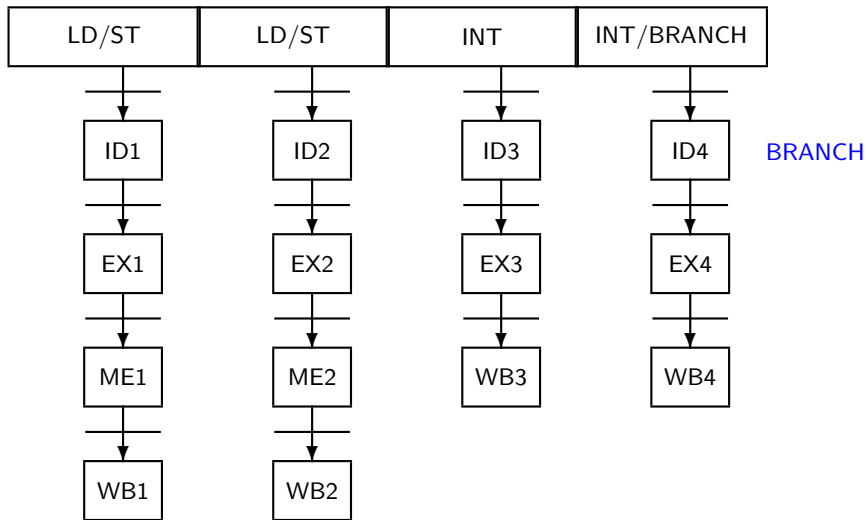 LD/ST LD/ST INT INT/BRANCH
ID1 ID2 ID3 ID4 BRANCH
EX1 EX2 EX3 EX4
ME1 ME2 WB3 WB4
WB1 WB2